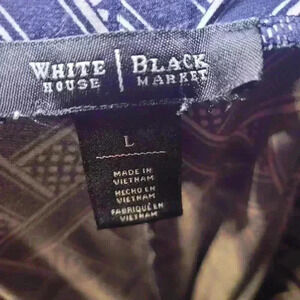 WHITE | BLACK
HOUSE | MARKET
L
MADE IN
VIETNAM
HECHO EN
VIETNAM
FABRIQUÉ EN
VIETNAM